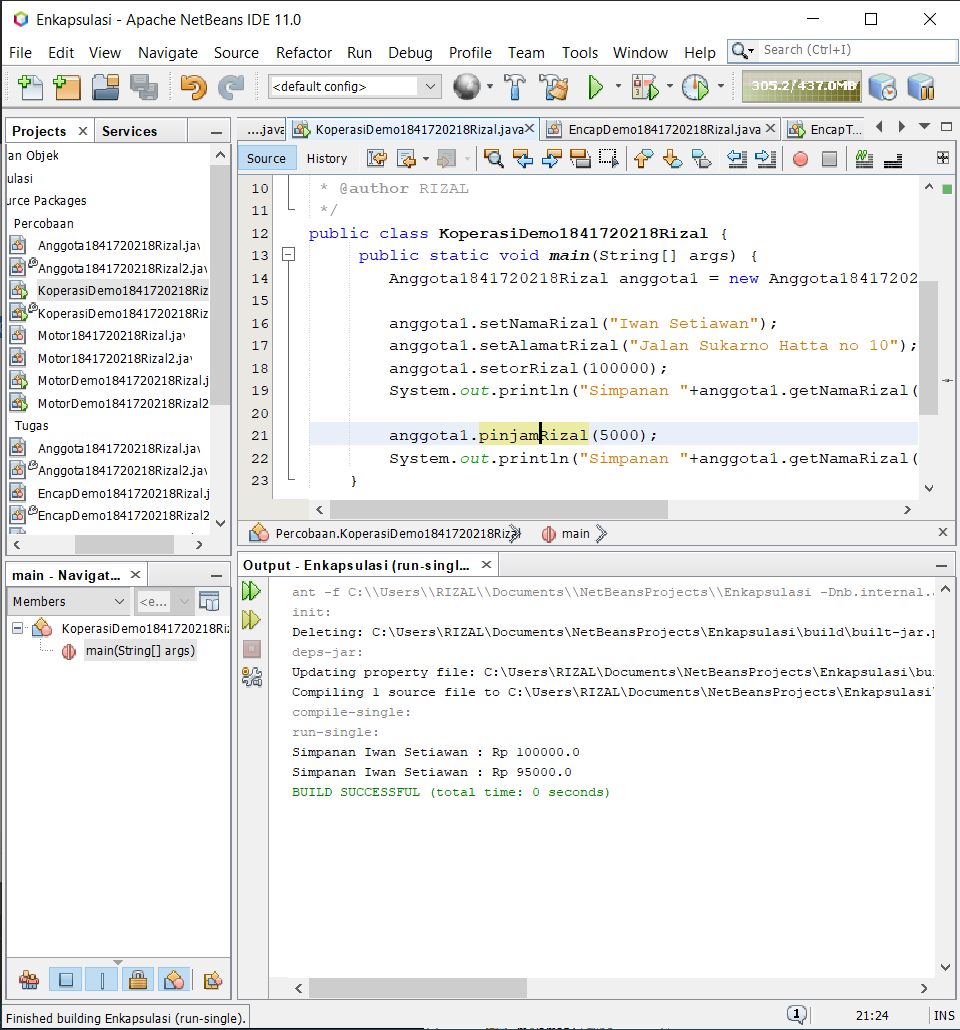 Enkapsulasi - Apache NetBeans IDE 11.0
File Edit View Navigate Source Refactor Run Debug Profile Team Tools Window Help Search (Ctrl+I)
<default config> 305.2/437.0MB
Projects Services
an Objek
ulasi
urce Packages
Percobaan
Anggota1841720218Rizal.jav
Anggota1841720218Rizal2.jav
KoperasiDemo1841720218Riz
KoperasiDemo1841720218Riz
Motor1841720218Rizal.jav
Motor1841720218Rizal2.jav
MotorDemo1841720218Rizal.j
MotorDemo1841720218Rizal2
Tugas
Anggota1841720218Rizal.jav
Anggota1841720218Rizal2.jav
EncapDemo1841720218Rizal.j
EncapDemo1841720218Rizal2
....java KoperasiDemo1841720218Rizal.java EncapDemo1841720218Rizal.java EncapT...
Source History
10 * @author RIZAL
11 */
12 public class KoperasiDemo1841720218Rizal {
13 public static void main(String[] args) {
14 Anggota1841720218Rizal anggota1 = new Anggota18417202
15
16 anggota1.setNamaRizal("Iwan Setiawan");
17 anggota1.setAlamatRizal("Jalan Sukarno Hatta no 10");
18 anggota1.setorRizal(100000);
19 System.out.println("Simpanan "+anggota1.getNamaRizal(
20
21 anggota1.pinjamRizal(5000);
22 System.out.println("Simpanan "+anggota1.getNamaRizal(
23 }
Percobaan.KoperasiDemo1841720218Rizal main
main - Navigat...
Members <e...
KoperasiDemo1841720218Ri
main(String[] args)
Output - Enkapsulasi (run-singl...
ant -f C:\\Users\\RIZAL\\Documents\\NetBeansProjects\\Enkapsulasi -Dnb.internal.
init:
Deleting: C:\Users\RIZAL\Documents\NetBeansProjects\Enkapsulasi\build\built-jar.p
deps-jar:
Updating property file: C:\Users\RIZAL\Documents\NetBeansProjects\Enkapsulasi\bui
Compiling 1 source file to C:\Users\RIZAL\Documents\NetBeansProjects\Enkapsulasi\
compile-single:
run-single:
Simpanan Iwan Setiawan : Rp 100000.0
Simpanan Iwan Setiawan : Rp 95000.0
BUILD SUCCESSFUL (total time: 0 seconds)
Finished building Enkapsulasi (run-single). 1 21:24 INS